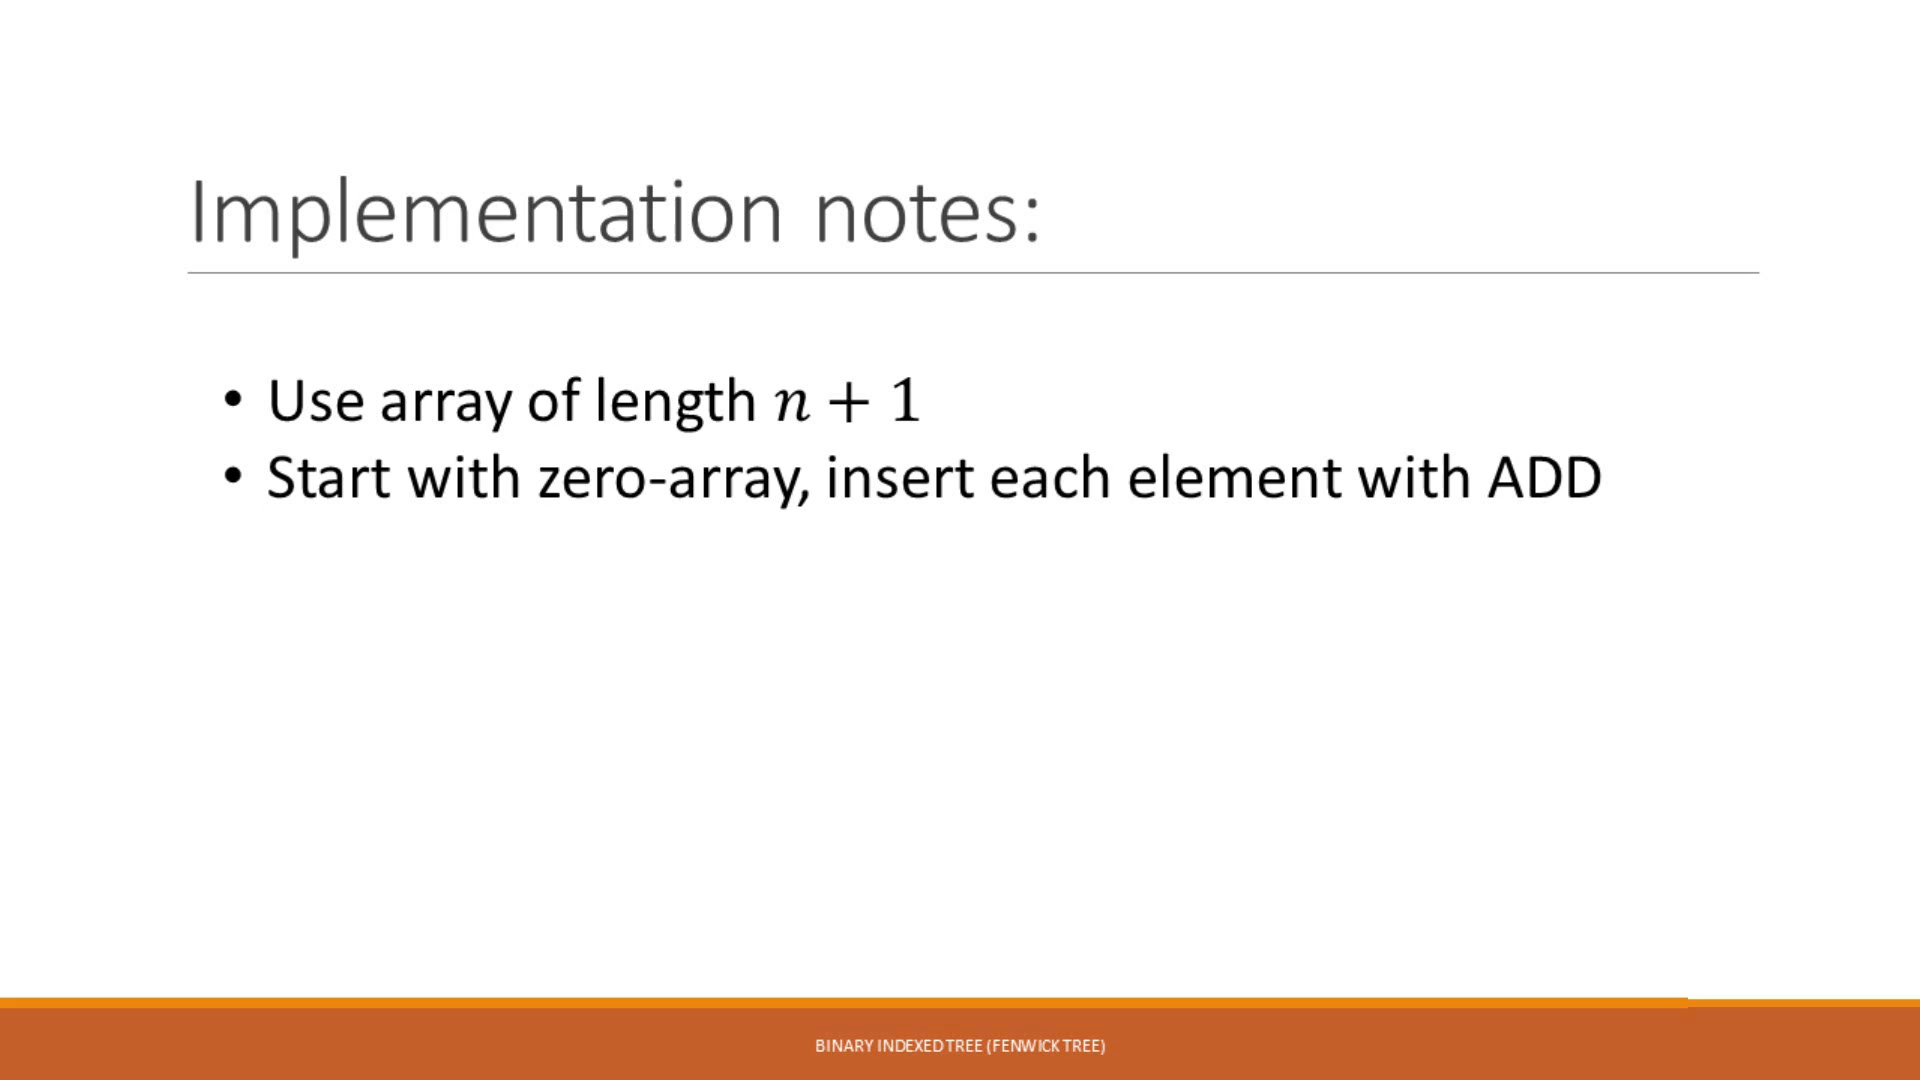 Implementation notes:
• Use array of length n + 1
• Start with zero-array, insert each element with ADD
BINARY INDEXED TREE (FENWICK TREE)